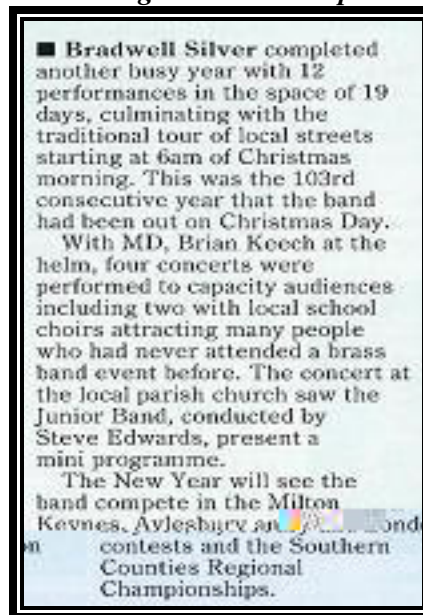 ■ Bradwell Silver completed
another busy year with 12
performances in the space of 19
days, culminating with the
traditional tour of local streets
starting at 6am of Christmas
morning. This was the 103rd
consecutive year that the band
had been out on Christmas Day.
With MD, Brian Keech at the
helm, four concerts were
performed to capacity audiences
including two with local school
choirs attracting many people
who had never attended a brass
band event before. The concert at
the local parish church saw the
Junior Band, conducted by
Steve Edwards, present a
mini programme.
The New Year will see the
band compete in the Milton
Keynes, Aylesbury
contests and the Southern
Counties Regional
Championships.